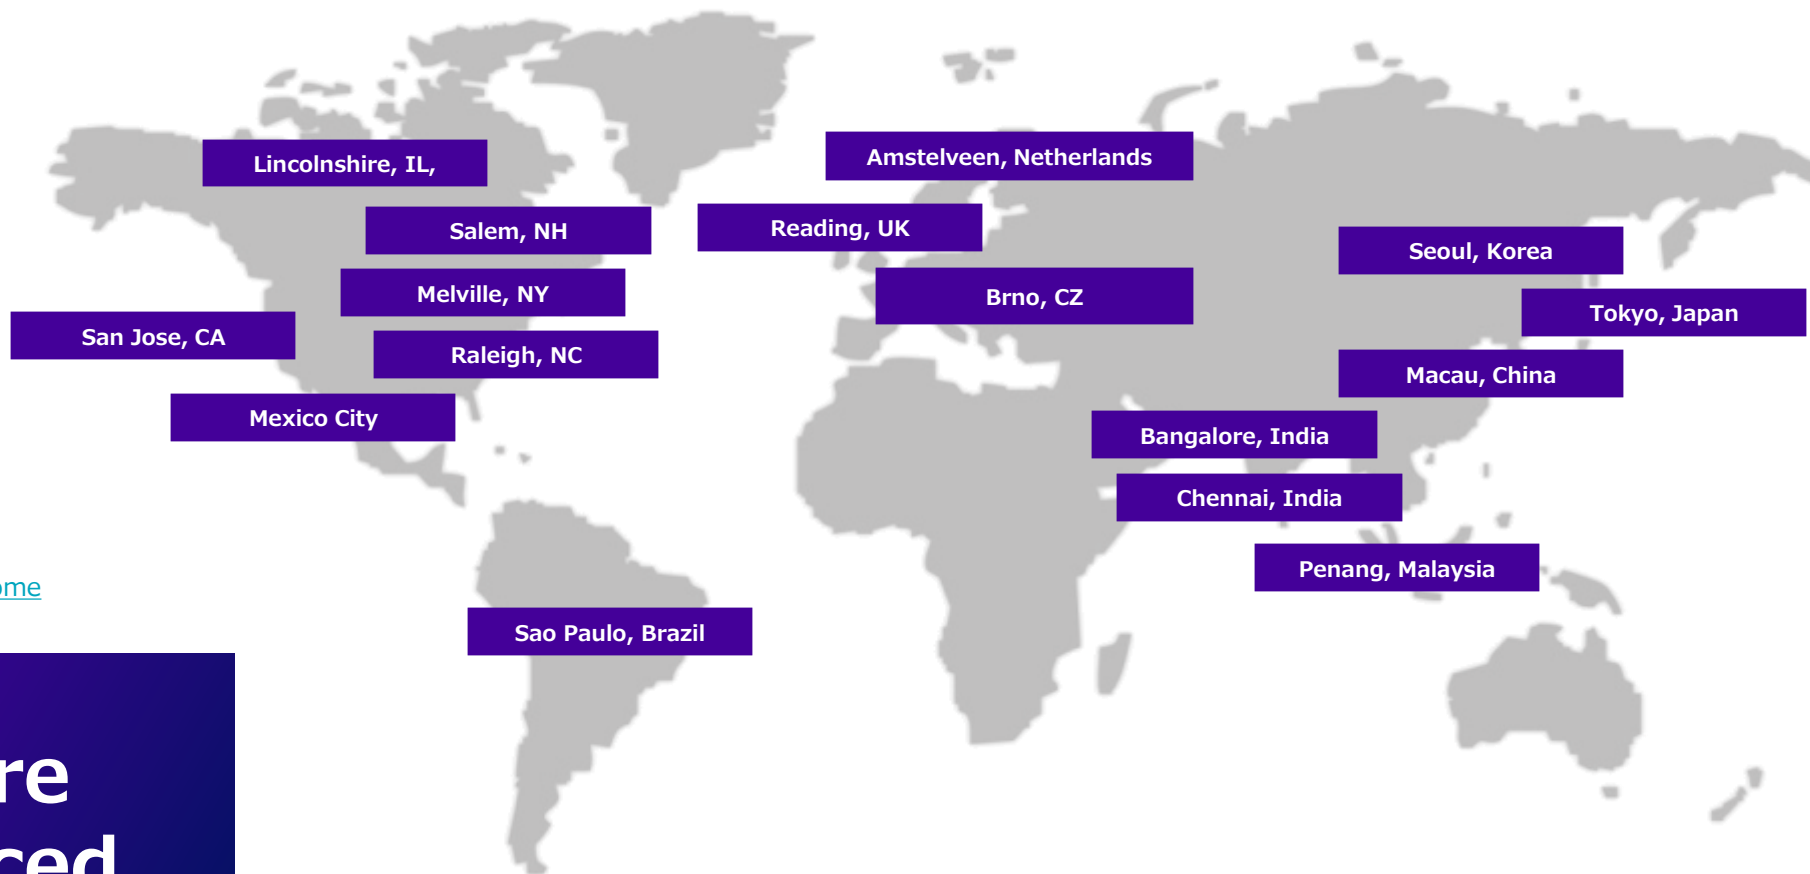 Lincolnshire, IL,
Amstelveen, Netherlands
Salem, NH
Reading, UK
Seoul, Korea
Melville, NY
Brno, CZ
Tokyo, Japan
San Jose, CA
Raleigh, NC
Macau, China
Mexico City
Bangalore, India
Chennai, India
Penang, Malaysia
Sao Paulo, Brazil